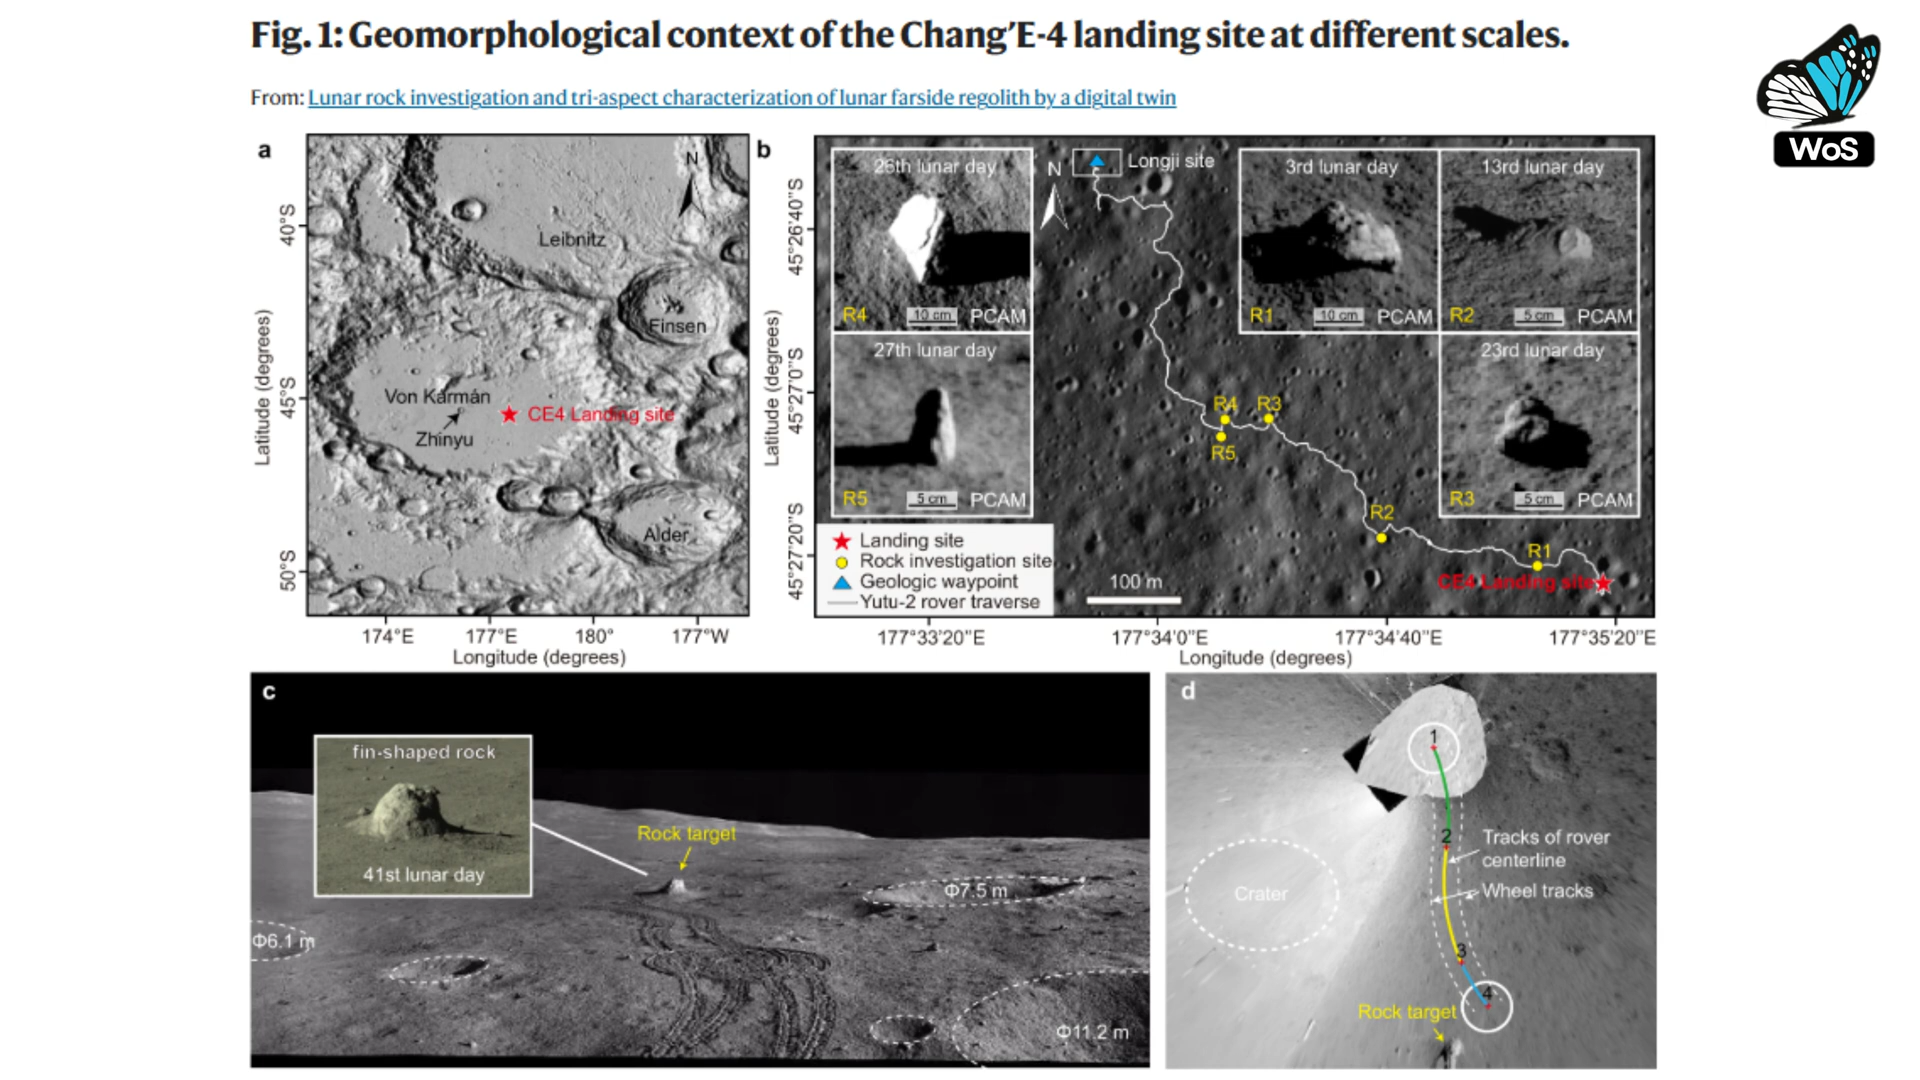 Fig. 1: Geomorphological context of the Chang'E-4 landing site at different scales.
From: Lunar rock investigation and tri-aspect characterization of lunar farside regolith by a digital twin
WoS
a
N
Leibnitz
Finsen
Von Kármán
CE4 Landing site
Zhinyu
Alder
40°S
45°S
50°S
Latitude (degrees)
174°E
177°E
180°
177°W
Longitude (degrees)
b
45°26'40"S
45°27'0"S
45°27'20"S
Latitude (degrees)
26th lunar day
R4
10 cm
PCAM
27th lunar day
R5
5 cm
PCAM
N
Longji site
3rd lunar day
R1
10 cm
PCAM
13rd lunar day
R2
5 cm
PCAM
23rd lunar day
R3
5 cm
PCAM
R4
R3
R5
R2
R1
CE4 Landing site
Landing site
Rock investigation site
Geologic waypoint
Yutu-2 rover traverse
100 m
177°33'20"E
177°34'0"E
177°34'40"E
177°35'20"E
Longitude (degrees)
c
fin-shaped rock
41st lunar day
Rock target
Φ7.5 m
Φ6.1 m
Φ11.2 m
d
1
2
Tracks of rover
centerline
Wheel tracks
Crater
3
4
Rock target